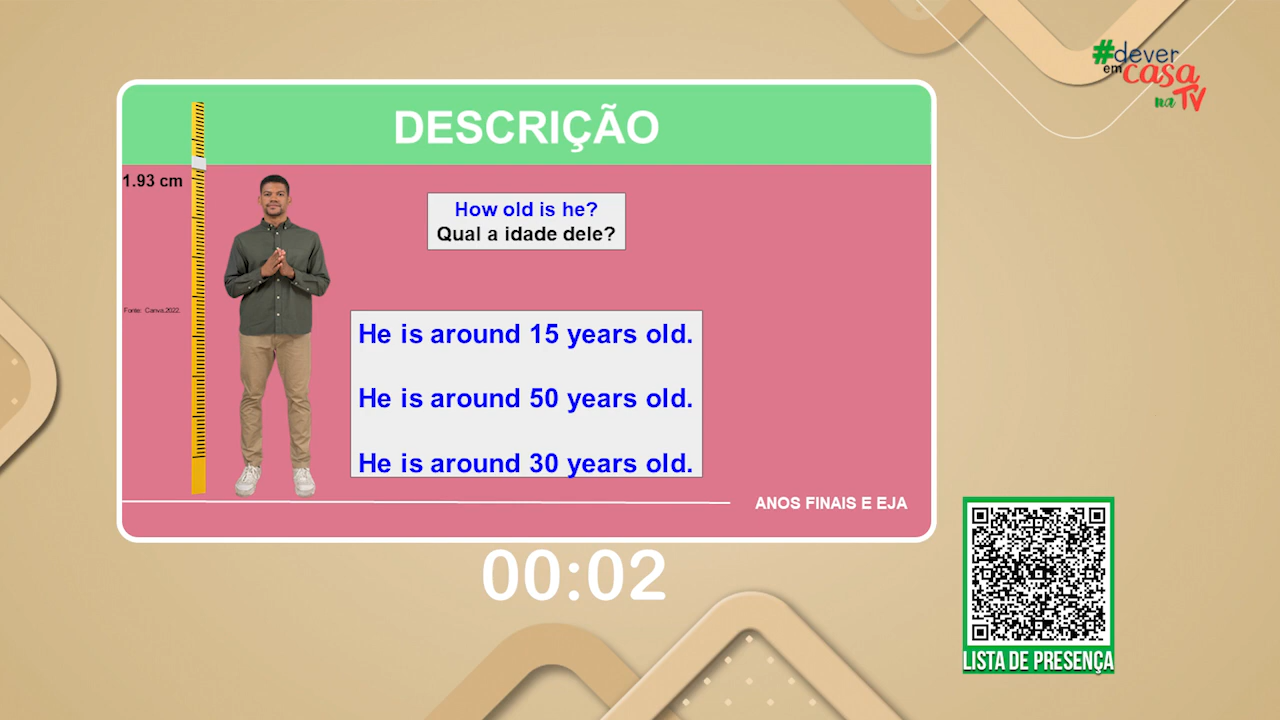 #dever
em casa
na TV
DESCRIÇÃO
1.93 cm
How old is he?
Qual a idade dele?
Fonte: Canva,2022.
He is around 15 years old.
He is around 50 years old.
He is around 30 years old.
ANOS FINAIS E EJA
00:02
LISTA DE PRESENÇA